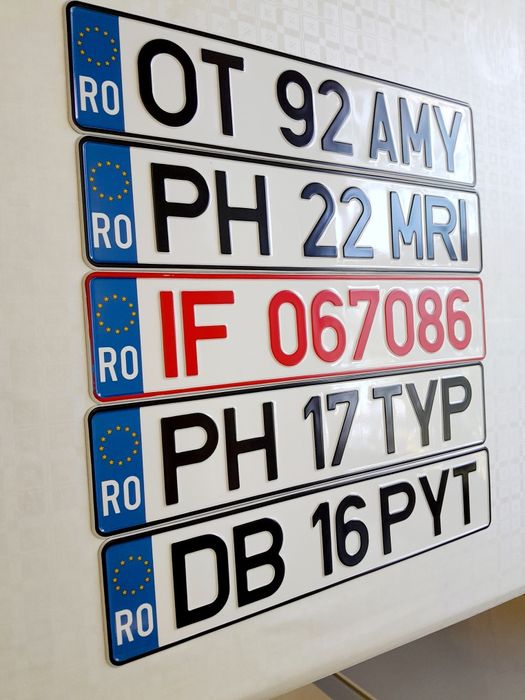 RO OT 92 AMY
RO PH 22 MRI
RO IF 067086
RO PH 17 TYP
RO DB 16 PYT